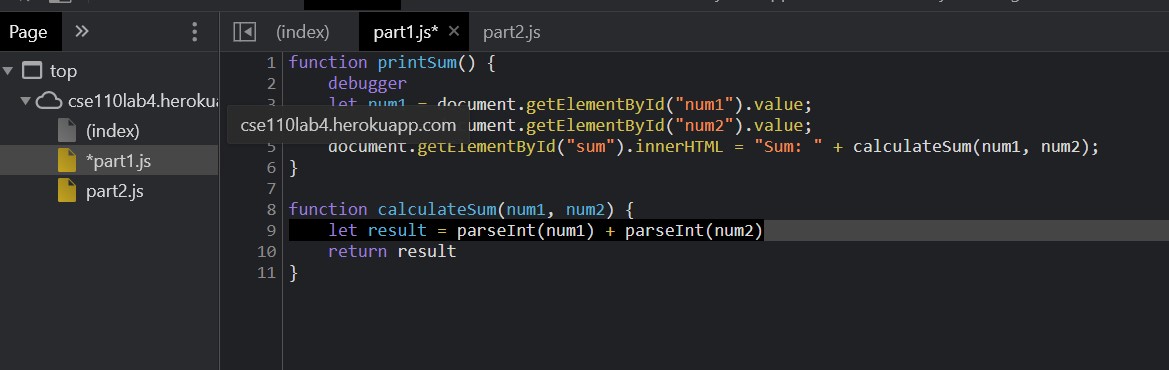 Page
(index) part1.js* × part2.js
top
cse110lab4.heroku
(index)
*part1.js
part2.js
cse110lab4.herokuapp.com
1 function printSum() {
2 debugger
3 let num1 = document.getElementById("num1").value;
ument.getElementById("num2").value;
5 document.getElementById("sum").innerHTML = "Sum: " + calculateSum(num1, num2);
6 }
7
8 function calculateSum(num1, num2) {
9 let result = parseInt(num1) + parseInt(num2)
10 return result
11 }